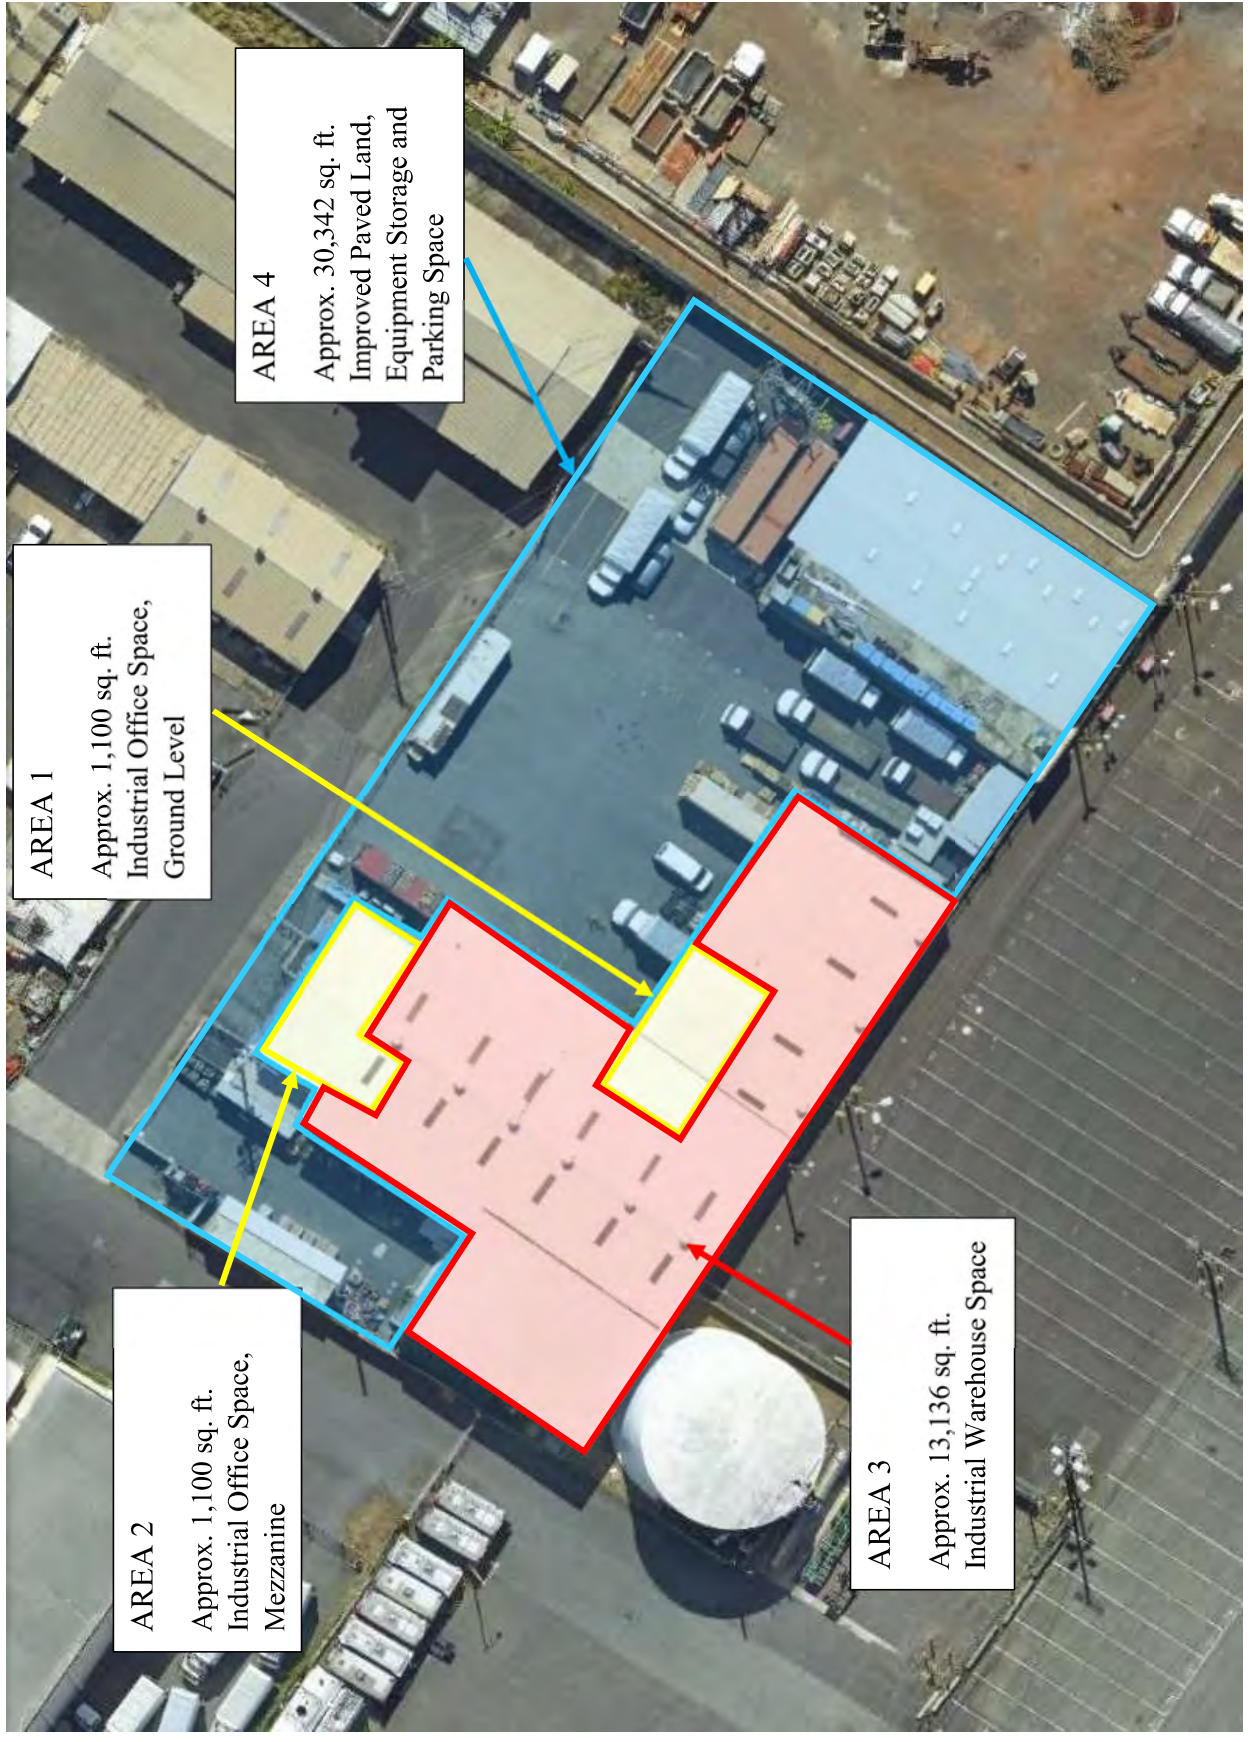 AREA 1
Approx. 1,100 sq. ft.
Industrial Office Space,
Ground Level
AREA 2
Approx. 1,100 sq. ft.
Industrial Office Space,
Mezzanine
AREA 3
Approx. 13,136 sq. ft.
Industrial Warehouse Space
AREA 4
Approx. 30,342 sq. ft.
Improved Paved Land,
Equipment Storage and
Parking Space